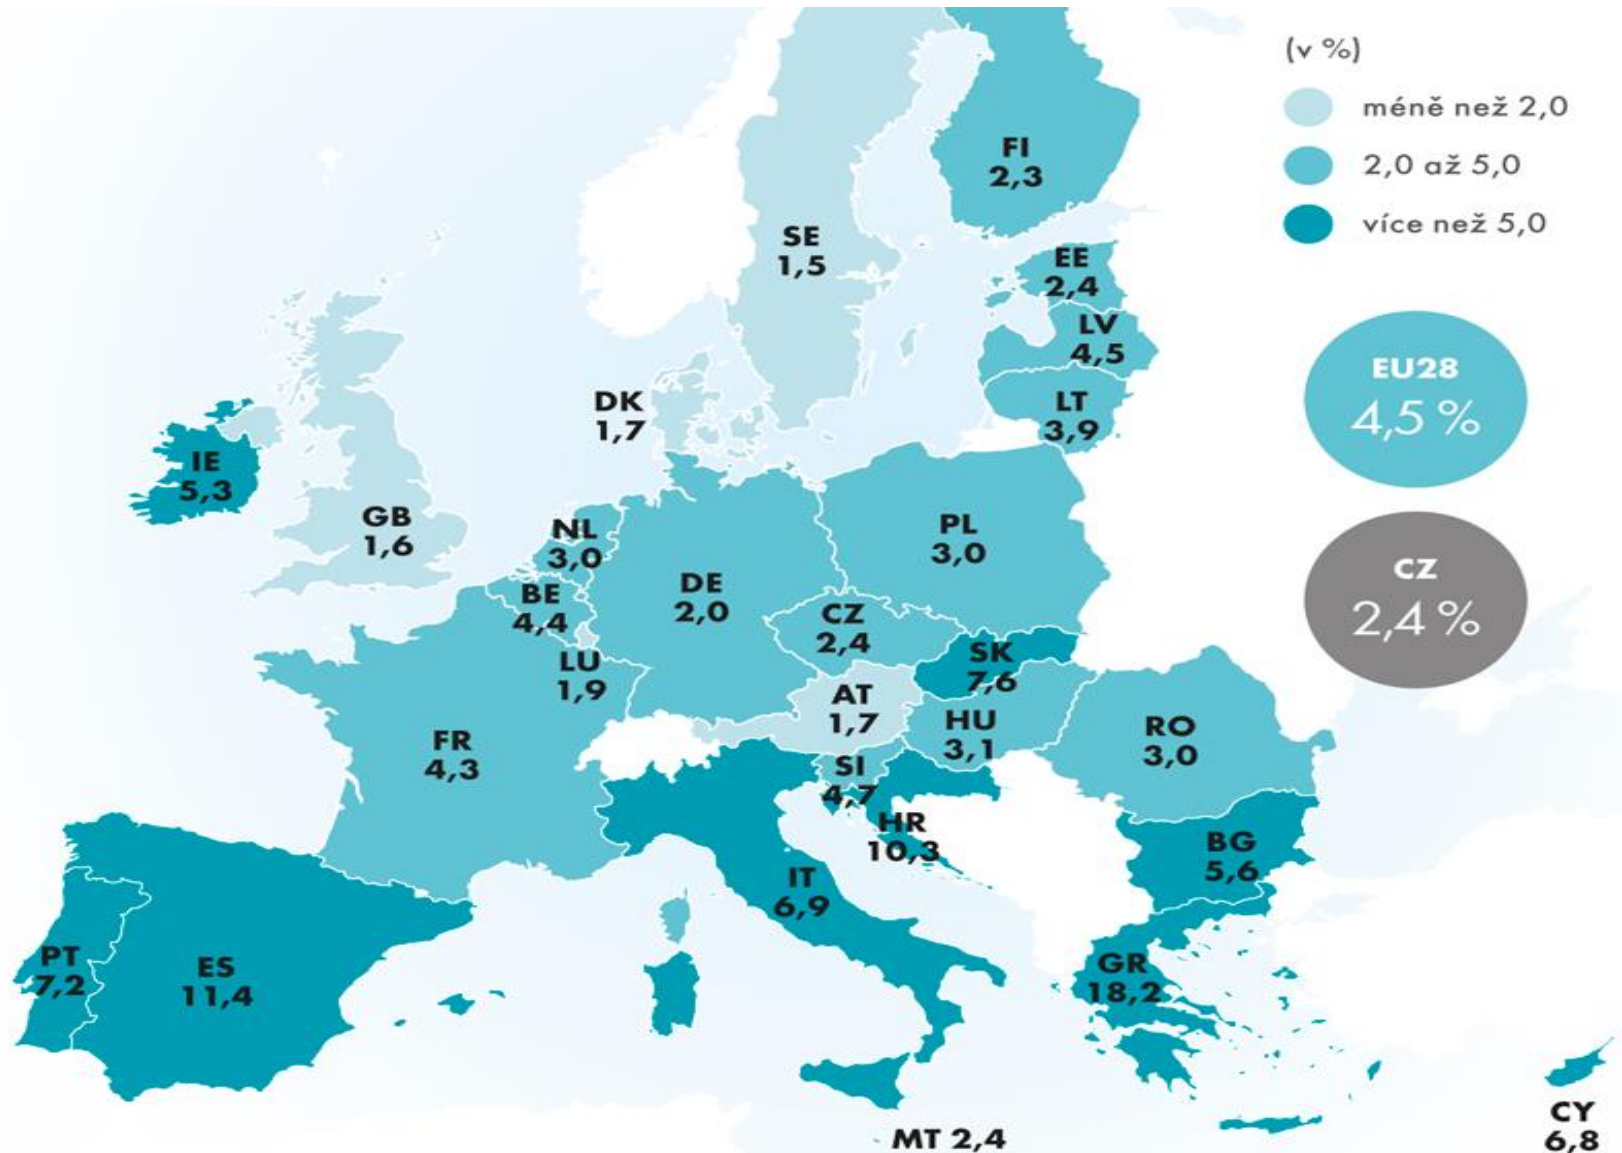 (v %)
méně než 2,0
2,0 až 5,0
více než 5,0
FI
2,3
SE
1,5
EE
2,4
LV
4,5
EU28
4,5 %
DK
1,7
LT
3,9
IE
5,3
GB
1,6
NL
3,0
PL
3,0
DE
2,0
BE
4,4
CZ
2,4
CZ
2,4 %
LU
1,9
SK
7,6
AT
1,7
HU
3,1
RO
3,0
FR
4,3
SI
4,7
HR
10,3
BG
5,6
IT
6,9
PT
7,2
ES
11,4
GR
18,2
MT 2,4
CY
6,8